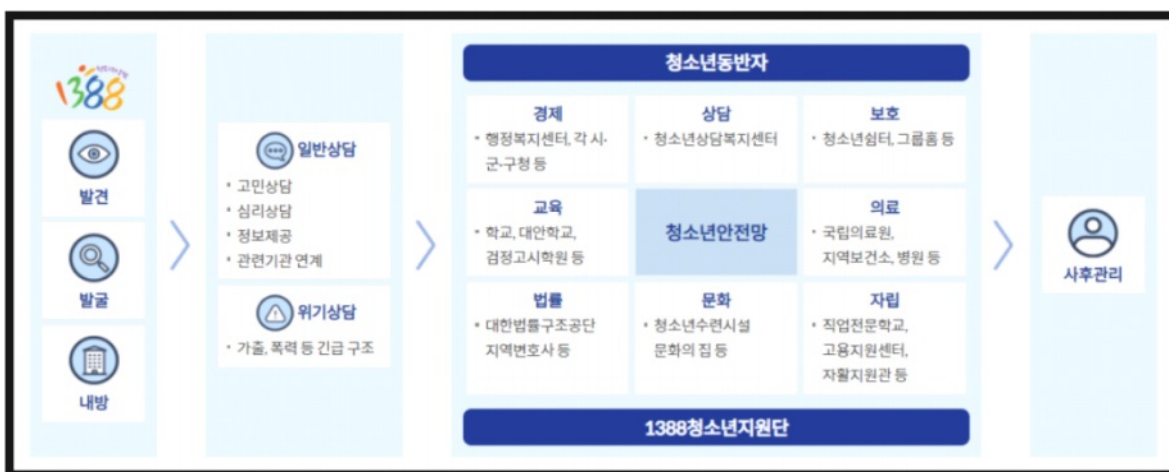 1388
발견
발굴
내방
일반상담
• 고민상담
• 심리상담
• 정보제공
• 관련기관 연계
위기상담
• 가출, 폭력 등 긴급 구조
청소년동반자
경제
• 행정복지센터, 각 시·
군·구청 등
상담
• 청소년상담복지센터
보호
• 청소년쉼터, 그룹홈 등
교육
• 학교, 대안학교,
검정고시학원 등
청소년안전망
의료
• 국립의료원,
지역보건소, 병원 등
법률
• 대한법률구조공단
지역변호사 등
문화
• 청소년수련시설
문화의 집 등
자립
• 직업전문학교,
고용지원센터,
자활지원관 등
1388청소년지원단
사후관리